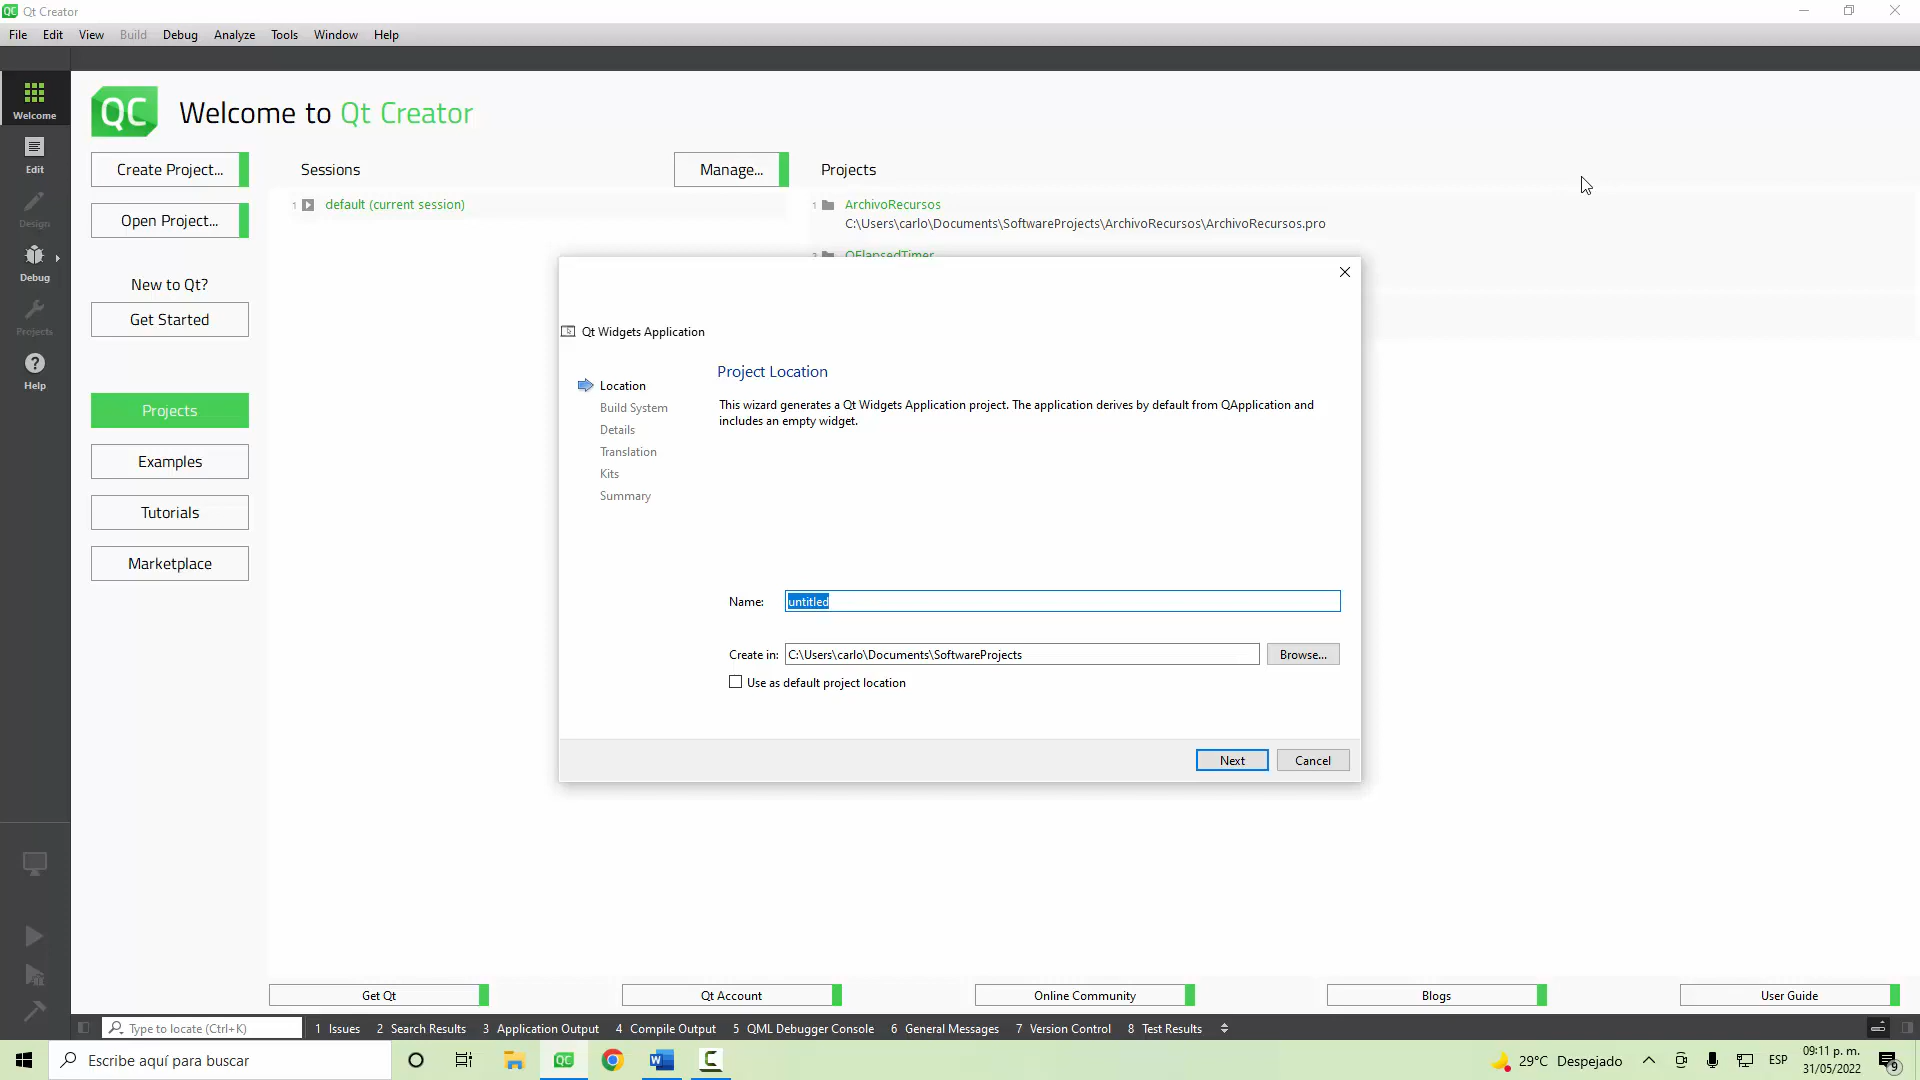 Qt Creator
File Edit View Build Debug Analyze Tools Window Help
Welcome
Edit
Design
Debug
Projects
Help
QC Welcome to Qt Creator
Create Project...
Open Project...
New to Qt?
Get Started
Projects
Examples
Tutorials
Marketplace
Sessions
Manage...
1 default (current session)
Projects
1 ArchivoRecursos
C:\Users\carlo\Documents\SoftwareProjects\ArchivoRecursos\ArchivoRecursos.pro
2 QElapsedTimer
Qt Widgets Application
Location
Build System
Details
Translation
Kits
Summary
Project Location
This wizard generates a Qt Widgets Application project. The application derives by default from QApplication and
includes an empty widget.
Name: untitled
Create in: C:\Users\carlo\Documents\SoftwareProjects Browse...
Use as default project location
Next Cancel
Get Qt Qt Account Online Community Blogs User Guide
Type to locate (Ctrl+K) 1 Issues 2 Search Results 3 Application Output 4 Compile Output 5 QML Debugger Console 6 General Messages 7 Version Control 8 Test Results
Escribe aquí para buscar
QC
29°C Despejado
ESP
09:11 p. m.
31/05/2022
9